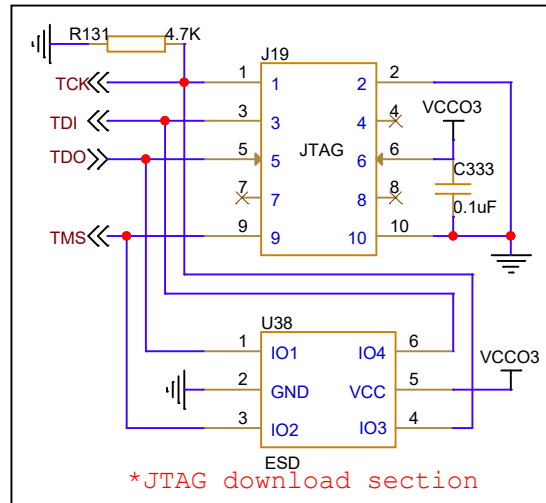 R131 4.7K
J19
TCK 1 1 2 2
VCCO3
TDI 3 3 4 4
JTAG
TDO 5 5 6 6
C333
7 7 8 8
0.1uF
TMS 9 9 10 10
U38
1 IO1 IO4 6
VCCO3
2 GND VCC 5
3 IO2 IO3 4
ESD
*JTAG download section